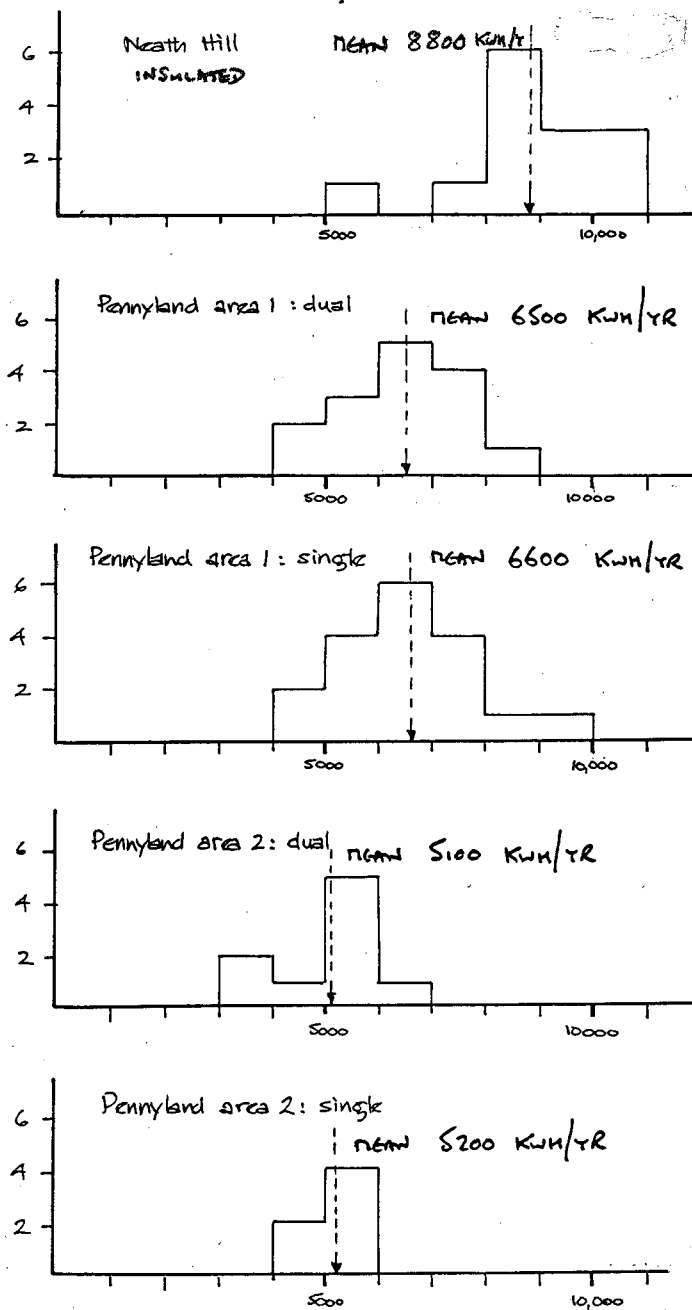 Neath Hill MEAN 8800 KWH/Y
INSULATED
6
4
2
5000 10,000
Pennyland area 1 : dual MEAN 6500 KWH/YR
6
4
2
5000 10000
Pennyland area 1 : single MEAN 6600 KWH/YR
6
4
2
5000 10,000
Pennyland area 2 : dual MEAN 5100 KWH/YR
6
4
2
5000 10000
Pennyland area 2 : single
MEAN 5200 KWH/YR
6
4
2
5000 10,000